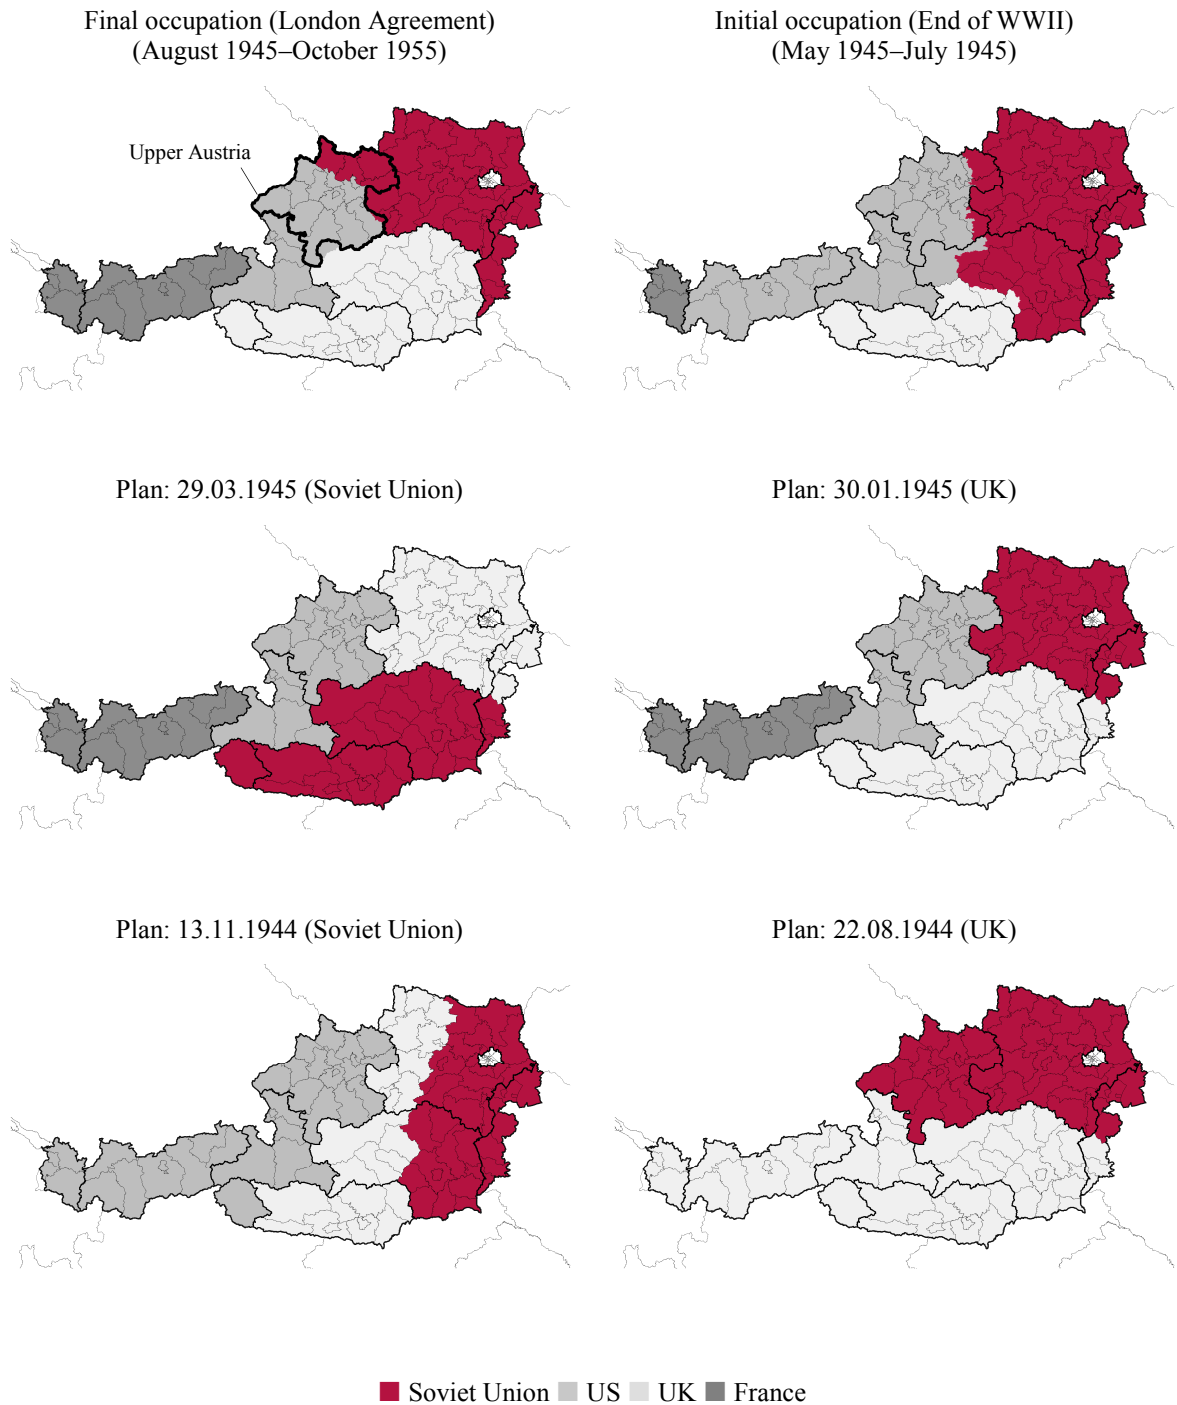 Final occupation (London Agreement)
(August 1945–October 1955)
Initial occupation (End of WWII)
(May 1945–July 1945)
Upper Austria
Plan: 29.03.1945 (Soviet Union)
Plan: 30.01.1945 (UK)
Plan: 13.11.1944 (Soviet Union)
Plan: 22.08.1944 (UK)
Soviet Union US UK France